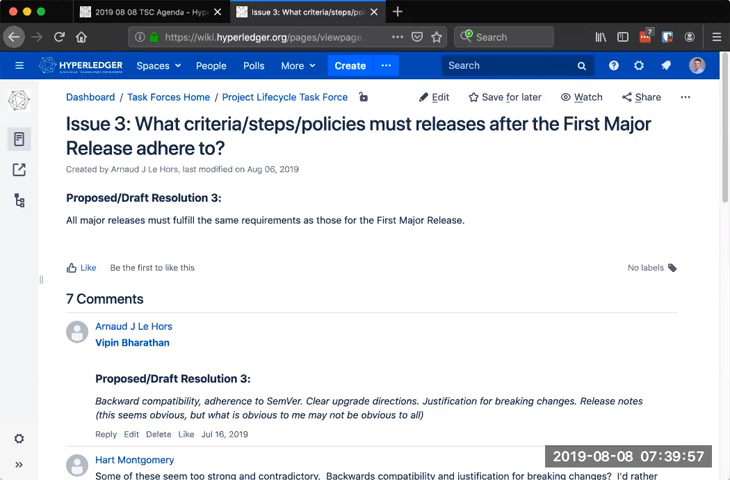 2019 08 08 TSC Agenda - Hype
Issue 3: What criteria/steps/poli
https://wiki.hyperledger.org/pages/viewpage.
Search
7
HYPERLEDGER
Spaces
People
Polls
More
Create
Search
Dashboard / Task Forces Home / Project Lifecycle Task Force
Edit
Save for later
Watch
Share
Issue 3: What criteria/steps/policies must releases after the First Major
Release adhere to?
Created by Arnaud J Le Hors, last modified on Aug 06, 2019
Proposed/Draft Resolution 3:
All major releases must fulfill the same requirements as those for the First Major Release.
Like
Be the first to like this
No labels
7 Comments
Arnaud J Le Hors
Vipin Bharathan
Proposed/Draft Resolution 3:
Backward compatibility, adherence to SemVer. Clear upgrade directions. Justification for breaking changes. Release notes
(this seems obvious, but what is obvious to me may not be obvious to all)
Reply Edit Delete Like Jul 16, 2019
2019-08-08 07:39:57
Hart Montgomery
Some of these seem too strong and contradictory. Backwards compatibility and justification for breaking changes? I'd rather